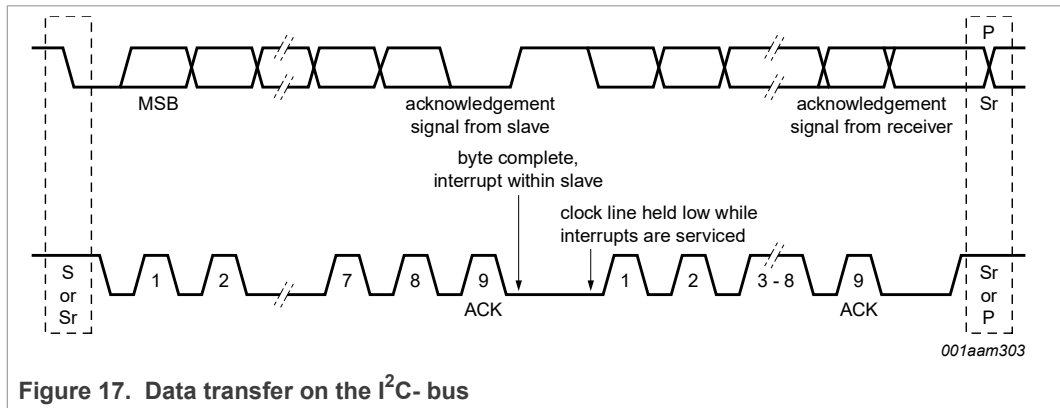 P
MSB
acknowledgement
signal from slave
acknowledgement
signal from receiver
Sr
byte complete,
interrupt within slave
clock line held low while
interrupts are serviced
S
or
Sr
1
2
7
8
9
ACK
1
2
3 - 8
9
ACK
Sr
or
P
001aam303
Figure 17. Data transfer on the I²C- bus